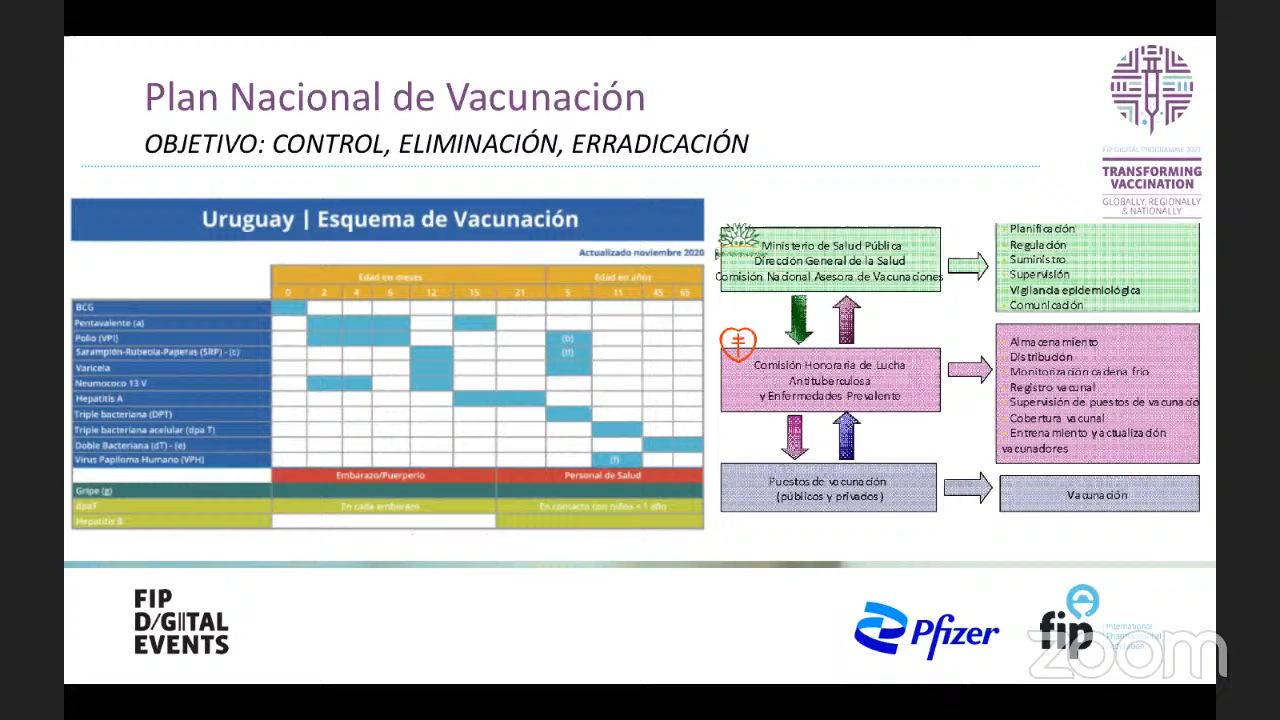 Plan Nacional de Vacunación
OBJETIVO: CONTROL, ELIMINACIÓN, ERRADICACIÓN
FIP DIGITAL PROGRAMME 2021
TRANSFORMING
VACCINATION
GLOBALLY, REGIONALLY
& NATIONALLY
Uruguay | Esquema de Vacunación
Actualizado noviembre 2020
Edad en meses Edad en años
0 2 4 6 12 15 21 5 11 45 65
BCG
Pentavalente (a)
Polio (VPI) (b)
Sarampión-Rubeola-Paperas (SRP) - (c)
Varicela
Neumococo 13 V
Hepatitis A
Triple bacteriana (DPT)
Triple bacteriana acelular (dpa T)
Doble Bacteriana (dT) - (e)
Virus Papiloma Humano (VPH) (f)
Embarazo/Puerperio Personal de Salud
Gripe (g)
dpaT En cada embarazo En contacto con niños < 1 año
Hepatitis B
Ministerio de Salud Pública
Dirección General de la Salud
Comisión Nacional Asesora de Vacunaciones
Planificación
Regulación
Suministro
Supervisión
Vigilandia epidemiológica
Comunicación
Comisión Honoraria de Lucha
Antituberculosa
y Enfermedades Prevalente
Almacenamiento
Distribución
Monitorización cadena frio
Registro vacunal
Supervisión de puestos de vacunació
Cobertura vacunal
Entrenamiento y actualización
vacunadores
Puestos de vacunación
(públicos y privados)
Vacunación
FIP
DIGITAL
EVENTS
Pfizer
fip
International
Pharmaceutical
Federation
zoom